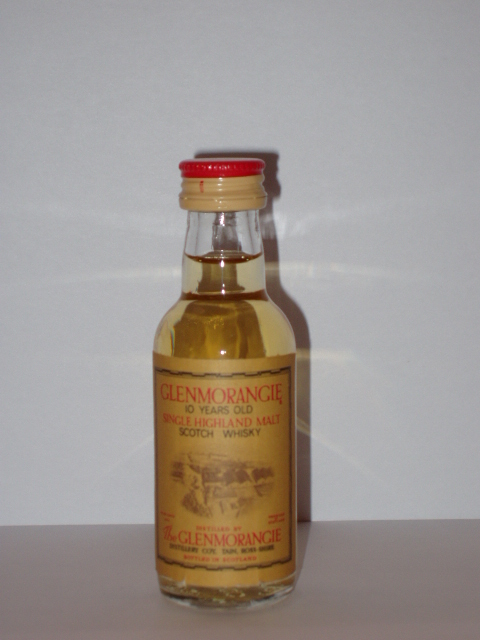 GLENMORANGIE
10 YEARS OLD
SINGLE HIGHLAND MALT
SCOTCH WHISKY
DISTILLED BY
The GLENMORANGIE
DISTILLERY COY. TAIN, ROSS-SHIRE
BOTTLED IN SCOTLAND